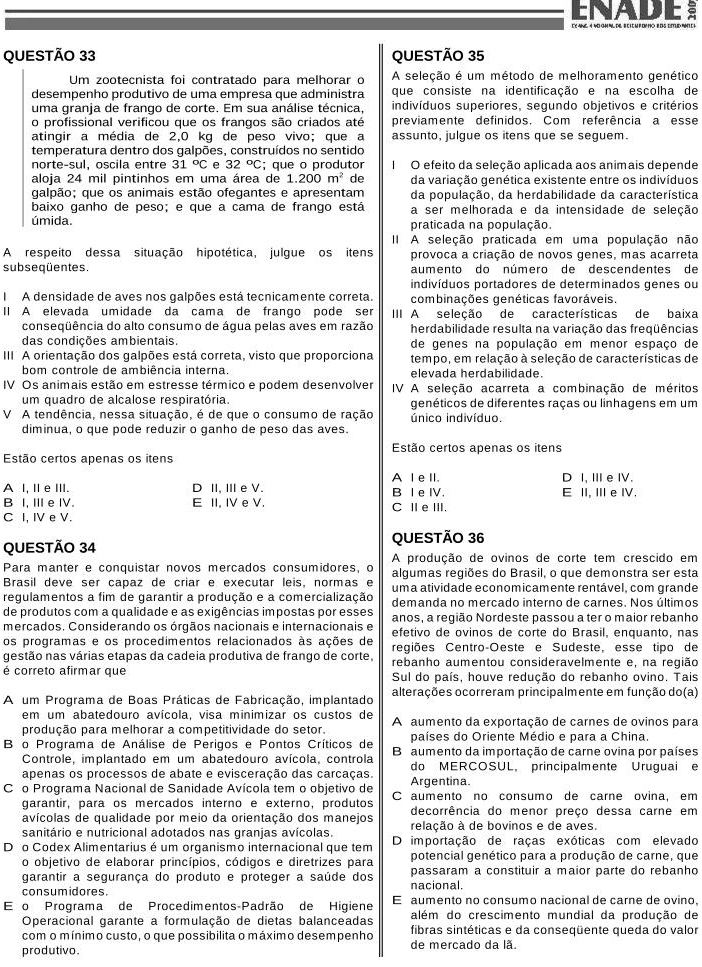 ENADE
QUESTÃO 33
Um zootecnista foi contratado para melhorar o
desempenho produtivo de uma empresa que administra
uma granja de frango de corte. Em sua análise técnica,
o profissional verificou que os frangos são criados até
atingir a média de 2,0 kg de peso vivo; que a
temperatura dentro dos galpões, construídos no sentido
norte-sul, oscila entre 31 ºC e 32 ºC; que o produtor
aloja 24 mil pintinhos em uma área de 1.200 m² de
galpão; que os animais estão ofegantes e apresentam
baixo ganho de peso; e que a cama de frango está
úmida.
A respeito dessa situação hipotética, julgue os itens
subseqüentes.
I A densidade de aves nos galpões está tecnicamente correta.
II A elevada umidade da cama de frango pode ser
conseqüência do alto consumo de água pelas aves em razão
das condições ambientais.
III A orientação dos galpões está correta, visto que proporciona
bom controle de ambiência interna.
IV Os animais estão em estresse térmico e podem desenvolver
um quadro de alcalose respiratória.
V A tendência, nessa situação, é de que o consumo de ração
diminua, o que pode reduzir o ganho de peso das aves.
Estão certos apenas os itens
A I, II e III.
B I, III e IV.
C I, IV e V.
D II, III e V.
E II, IV e V.
QUESTÃO 34
Para manter e conquistar novos mercados consumidores, o
Brasil deve ser capaz de criar e executar leis, normas e
regulamentos a fim de garantir a produção e a comercialização
de produtos com a qualidade e as exigências impostas por esses
mercados. Considerando os órgãos nacionais e internacionais e
os programas e os procedimentos relacionados às ações de
gestão nas várias etapas da cadeia produtiva de frango de corte,
é correto afirmar que
A um Programa de Boas Práticas de Fabricação, implantado
em um abatedouro avícola, visa minimizar os custos de
produção para melhorar a competitividade do setor.
B o Programa de Análise de Perigos e Pontos Críticos de
Controle, implantado em um abatedouro avícola, controla
apenas os processos de abate e evisceração das carcaças.
C o Programa Nacional de Sanidade Avícola tem o objetivo de
garantir, para os mercados interno e externo, produtos
avícolas de qualidade por meio da orientação dos manejos
sanitário e nutricional adotados nas granjas avícolas.
D o Codex Alimentarius é um organismo internacional que tem
o objetivo de elaborar princípios, códigos e diretrizes para
garantir a segurança do produto e proteger a saúde dos
consumidores.
E o Programa de Procedimentos-Padrão de Higiene
Operacional garante a formulação de dietas balanceadas
com o mínimo custo, o que possibilita o máximo desempenho
produtivo.
QUESTÃO 35
A seleção é um método de melhoramento genético
que consiste na identificação e na escolha de
indivíduos superiores, segundo objetivos e critérios
previamente definidos. Com referência a esse
assunto, julgue os itens que se seguem.
I O efeito da seleção aplicada aos animais depende
da variação genética existente entre os indivíduos
da população, da herdabilidade da característica
a ser melhorada e da intensidade de seleção
praticada na população.
II A seleção praticada em uma população não
provoca a criação de novos genes, mas acarreta
aumento do número de descendentes de
indivíduos portadores de determinados genes ou
combinações genéticas favoráveis.
III A seleção de características de baixa
herdabilidade resulta na variação das freqüências
de genes na população em menor espaço de
tempo, em relação à seleção de características de
elevada herdabilidade.
IV A seleção acarreta a combinação de méritos
genéticos de diferentes raças ou linhagens em um
único indivíduo.
Estão certos apenas os itens
A I e II.
B I e IV.
C II e III.
D I, III e IV.
E II, III e IV.
QUESTÃO 36
A produção de ovinos de corte tem crescido em
algumas regiões do Brasil, o que demonstra ser esta
uma atividade economicamente rentável, com grande
demanda no mercado interno de carnes. Nos últimos
anos, a região Nordeste passou a ter o maior rebanho
efetivo de ovinos de corte do Brasil, enquanto, nas
regiões Centro-Oeste e Sudeste, esse tipo de
rebanho aumentou consideravelmente e, na região
Sul do país, houve redução do rebanho ovino. Tais
alterações ocorreram principalmente em função do(a)
A aumento da exportação de carnes de ovinos para
países do Oriente Médio e para a China.
B aumento da importação de carne ovina por países
do MERCOSUL, principalmente Uruguai e
Argentina.
C aumento no consumo de carne ovina, em
decorrência do menor preço dessa carne em
relação à de bovinos e de aves.
D importação de raças exóticas com elevado
potencial genético para a produção de carne, que
passaram a constituir a maior parte do rebanho
nacional.
E aumento no consumo nacional de carne de ovino,
além do crescimento mundial da produção de
fibras sintéticas e da conseqüente queda do valor
de mercado da lã.